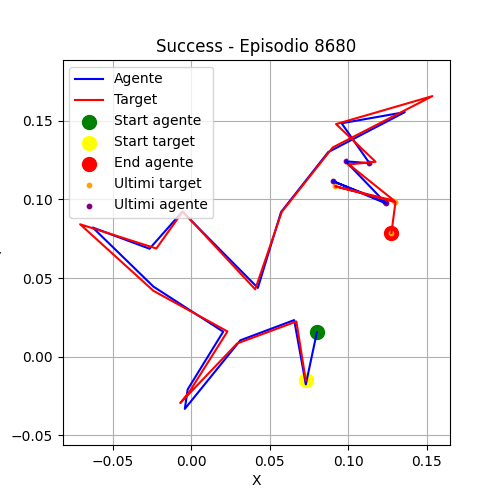 Success - Episodio 8680
Agente
Target
Start agente
Start target
End agente
Ultimi target
Ultimi agente
0.15
0.10
0.05
0.00
−0.05
−0.05
0.00
0.05
0.10
0.15
X